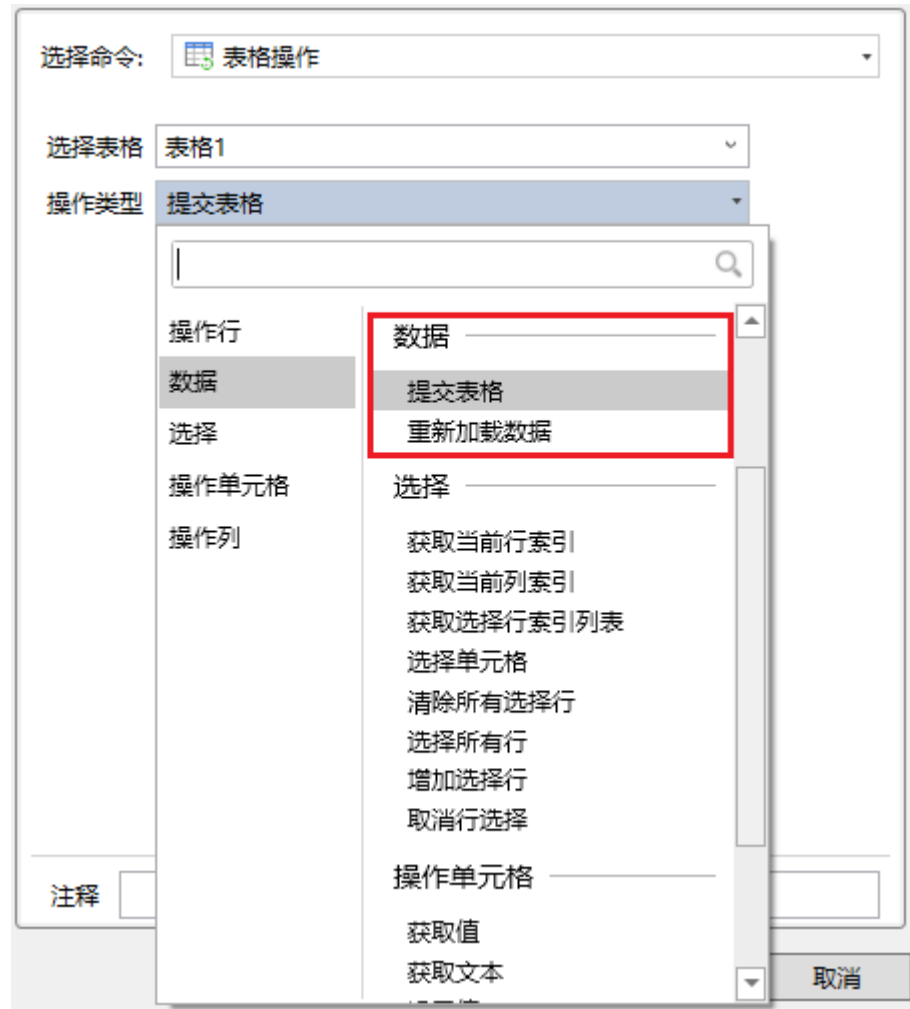 选择命令: 表格操作
选择表格 表格1
操作类型 提交表格
操作行
数据
选择
操作单元格
操作列
数据
提交表格
重新加载数据
选择
获取当前行索引
获取当前列索引
获取选择行索引列表
选择单元格
清除所有选择行
选择所有行
增加选择行
取消行选择
操作单元格
获取值
获取文本
注释
取消